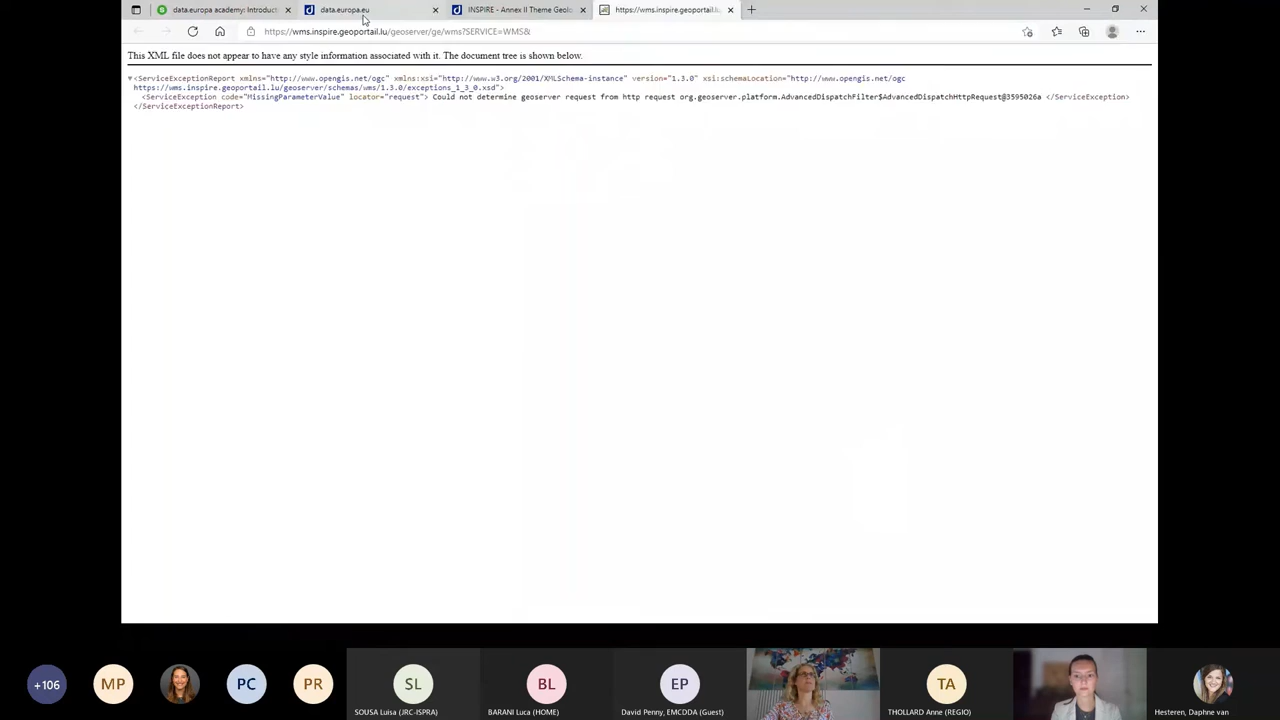 data.europa academy: Introducti
data.europa.eu
INSPIRE - Annex II Theme Geolo
https://wms.inspire.geoportail.lu
https://wms.inspire.geoportail.lu/geoserver/ge/wms?SERVICE=WMS&
This XML file does not appear to have any style information associated with it. The document tree is shown below.
▼<ServiceExceptionReport xmlns="http://www.opengis.net/ogc" xmlns:xsi="http://www.w3.org/2001/XMLSchema-instance" version="1.3.0" xsi:schemaLocation="http://www.opengis.net/ogc
https://wms.inspire.geoportail.lu/geoserver/schemas/wms/1.3.0/exceptions_1_3_0.xsd">
<ServiceException code="MissingParameterValue" locator="request"> Could not determine geoserver request from http request org.geoserver.platform.AdvancedDispatchFilter$AdvancedDispatchHttpRequest@3595026a </ServiceException>
</ServiceExceptionReport>
+106
MP
PC
PR
SL
BL
EP
TA
SOUSA Luisa (JRC-ISPRA)
BARANI Luca (HOME)
David Penny, EMCDDA (Guest)
THOLLARD Anne (REGIO)
Hesteren, Daphne van